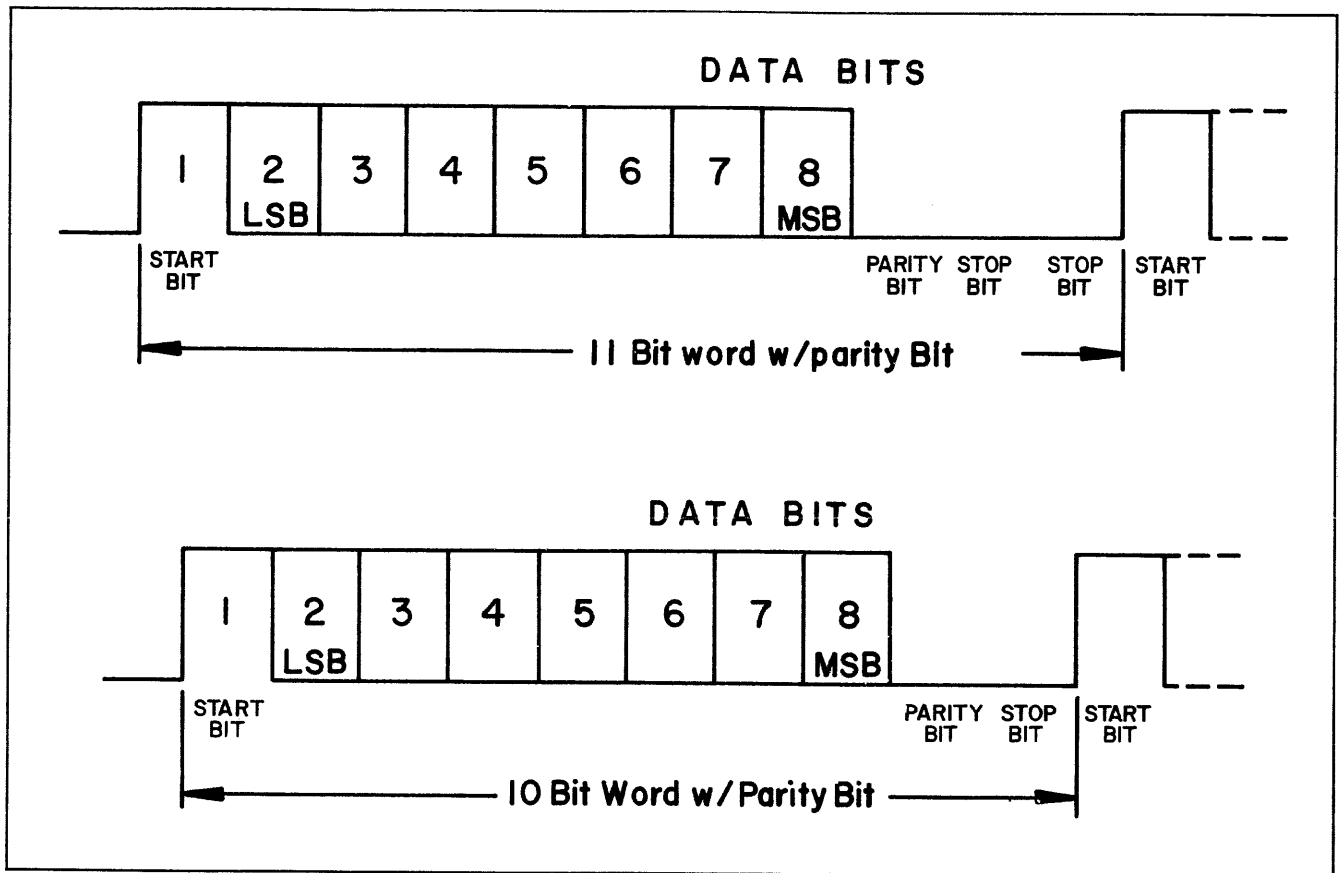 DATA BITS
1 2 3 4 5 6 7 8
LSB MSB
START BIT PARITY BIT STOP BIT STOP BIT START BIT
11 Bit word w/parity Bit
DATA BITS
1 2 3 4 5 6 7 8
LSB MSB
START BIT PARITY BIT STOP BIT START BIT
10 Bit Word w/Parity Bit